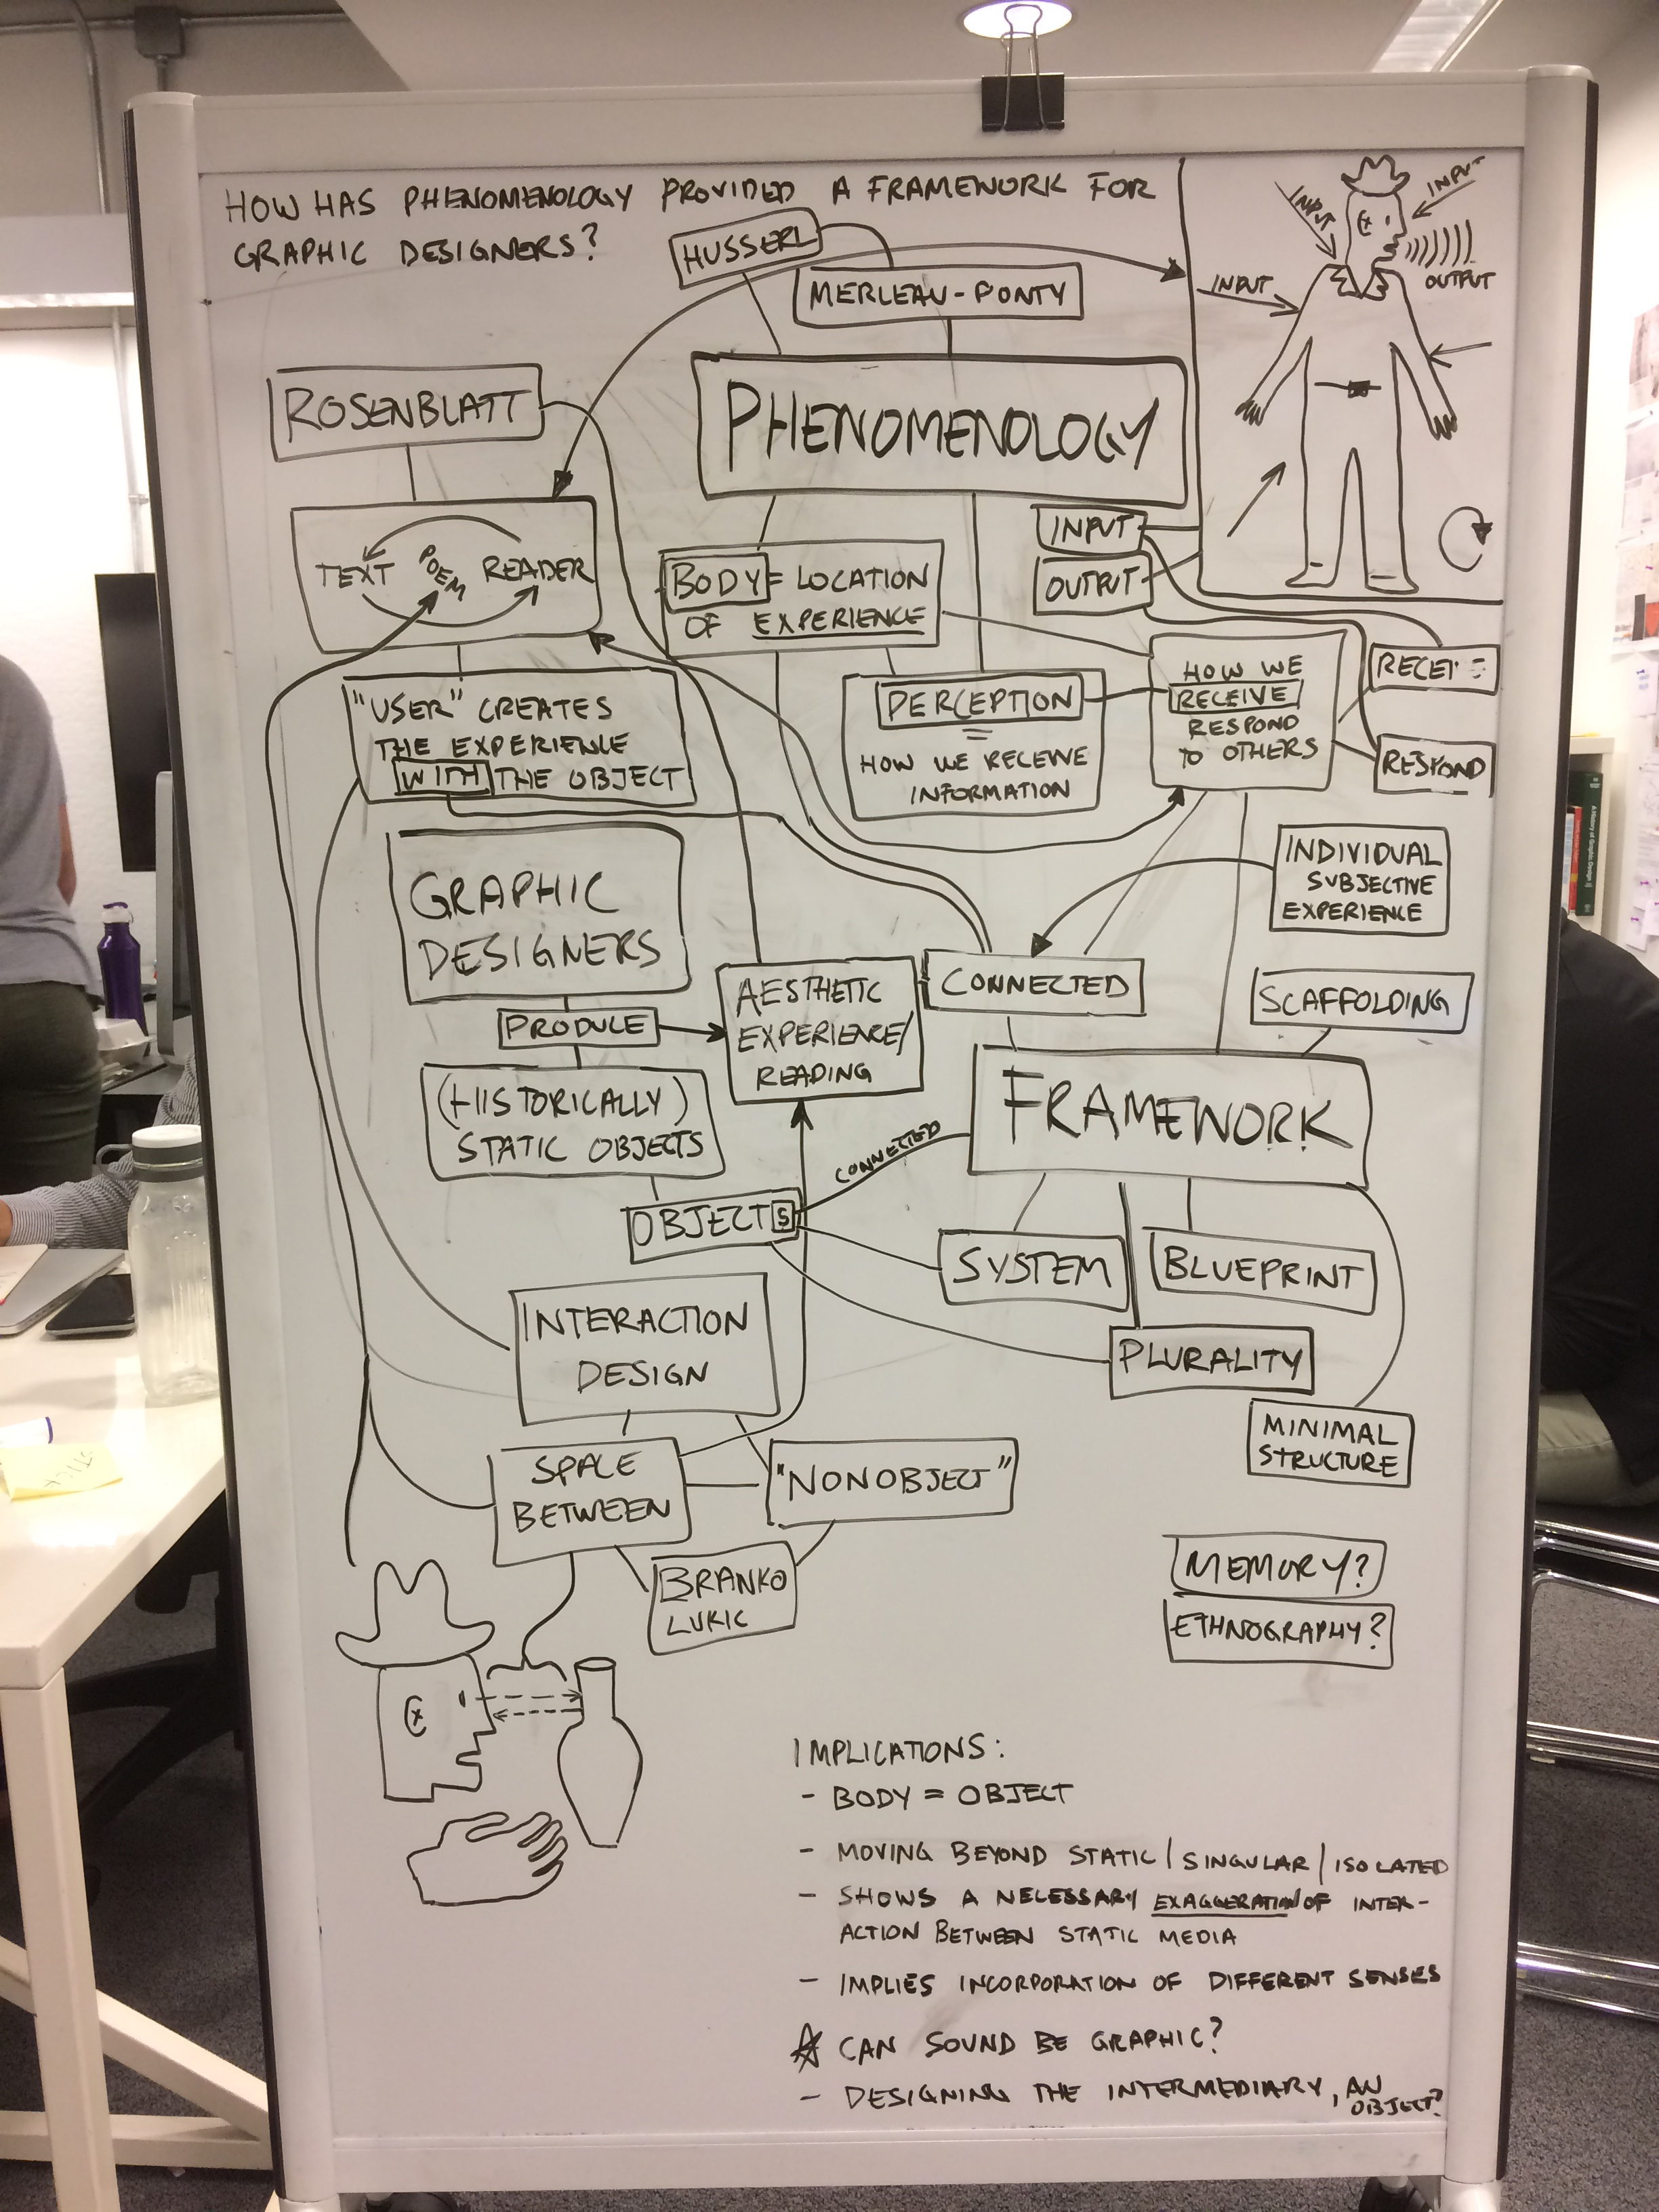 HOW HAS PHENOMENOLOGY PROVIDED A FRAMEWORK FOR
GRAPHIC DESIGNERS?
HUSSERL
MERLEAU-PONTY
INPUT
INPUT
INPUT
OUTPUT
ROSENBLATT
PHENOMENOLOGY
INPUT
OUTPUT
TEXT POEM READER
BODY = LOCATION
OF EXPERIENCE
"USER" CREATES
THE EXPERIENCE
WITH THE OBJECT
PERCEPTION
=
HOW WE RECEIVE
INFORMATION
HOW WE
RECEIVE
RESPOND
TO OTHERS
RESPOND
GRAPHIC
DESIGNERS
INDIVIDUAL
SUBJECTIVE
EXPERIENCE
PRODUCE
AESTHETIC
EXPERIENCE/
READING
CONNECTED
SCAFFOLDING
(HISTORICALLY)
STATIC OBJECTS
FRAMEWORK
CONNECTED
OBJECTS
SYSTEM
BLUEPRINT
INTERACTION
DESIGN
PLURALITY
MINIMAL
STRUCTURE
SPACE
BETWEEN
"NONOBJECT"
BRANKO
LUKIC
MEMORY?
ETHNOGRAPHY?
IMPLICATIONS:
- BODY = OBJECT
- MOVING BEYOND STATIC/SINGULAR/ISOLATED
- SHOWS A NECESSARY EXAGGERATION OF INTER-
ACTION BETWEEN STATIC MEDIA
- IMPLIES INCORPORATION OF DIFFERENT SENSES
☆ CAN SOUND BE GRAPHIC?
- DESIGNING THE INTERMEDIARY, AN
OBJECT?